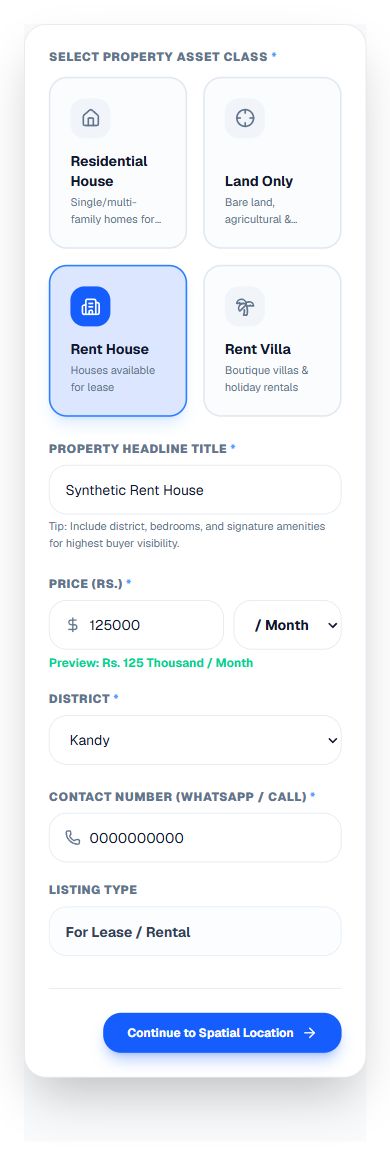 SELECT PROPERTY ASSET CLASS *
Residential
House
Single/multi-
family homes for...
Land Only
Bare land,
agricultural &...
Rent House
Houses available
for lease
Rent Villa
Boutique villas &
holiday rentals
PROPERTY HEADLINE TITLE *
Synthetic Rent House
Tip: Include district, bedrooms, and signature amenities
for highest buyer visibility.
PRICE (RS.) *
$ 125000
/ Month
Preview: Rs. 125 Thousand / Month
DISTRICT *
Kandy
CONTACT NUMBER (WHATSAPP / CALL) *
0000000000
LISTING TYPE
For Lease / Rental
Continue to Spatial Location →